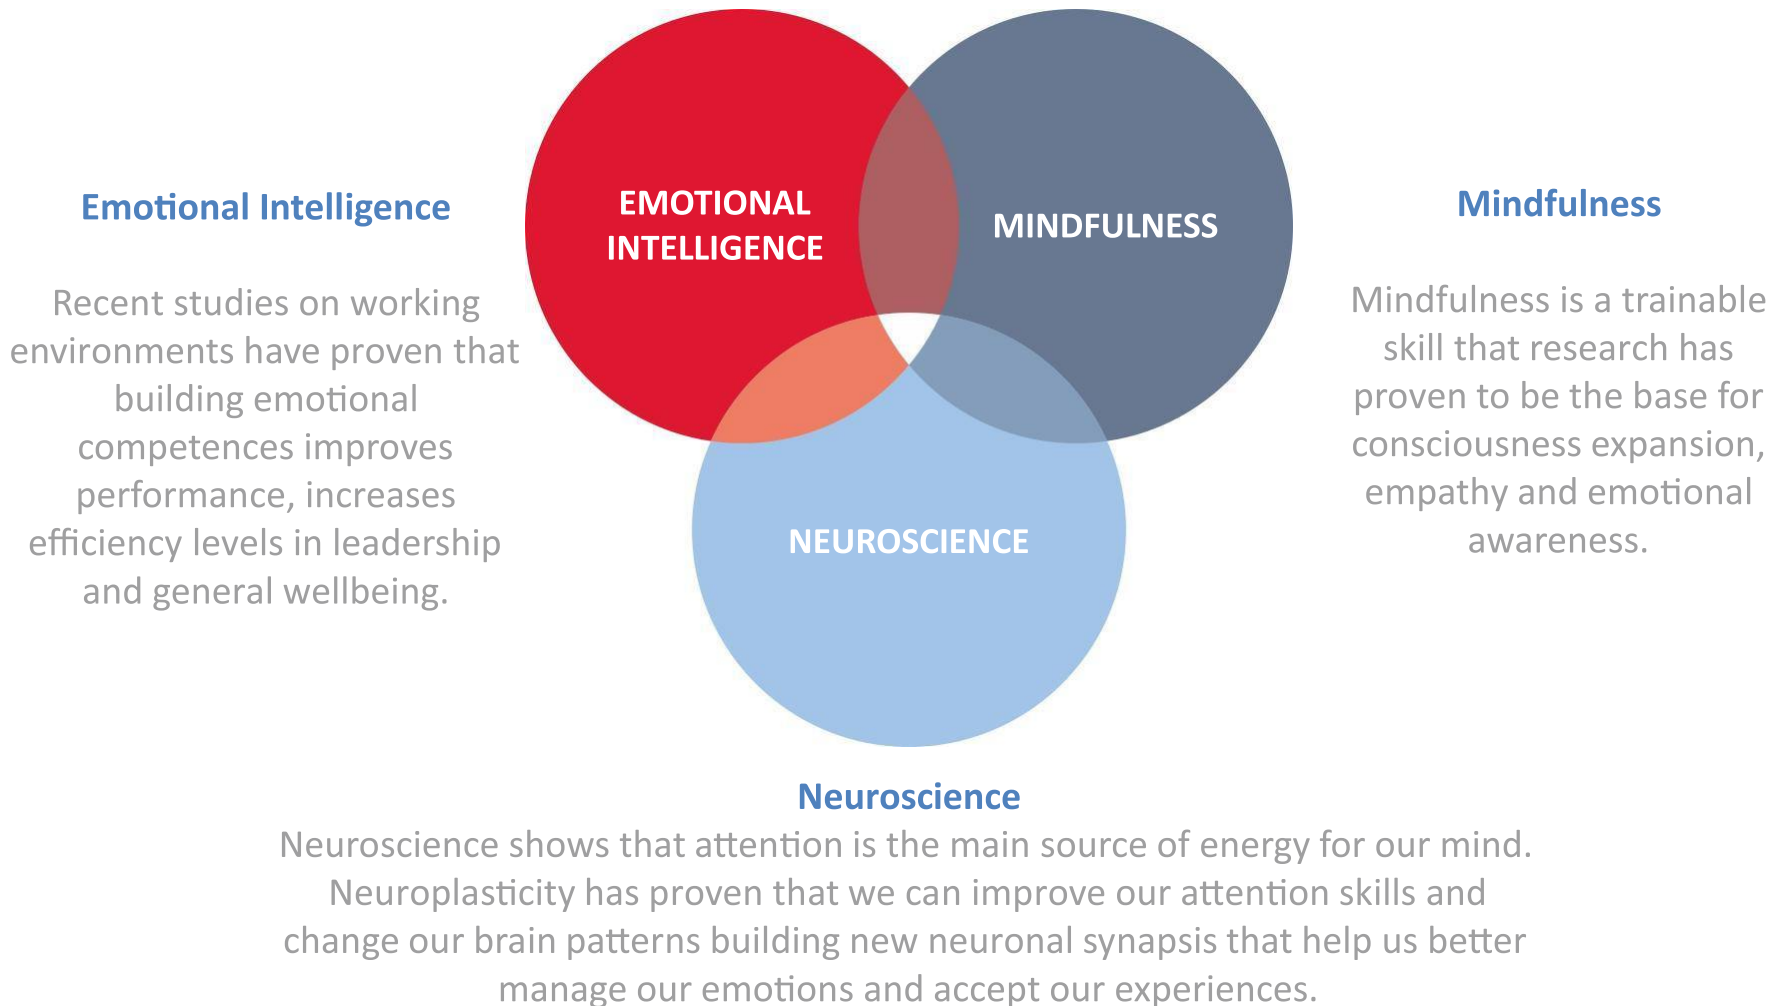 EMOTIONAL
INTELLIGENCE
MINDFULNESS
NEUROSCIENCE
Emotional Intelligence
Recent studies on working
environments have proven that
building emotional
competences improves
performance, increases
efficiency levels in leadership
and general wellbeing.
Mindfulness
Mindfulness is a trainable
skill that research has
proven to be the base for
consciousness expansion,
empathy and emotional
awareness.
Neuroscience
Neuroscience shows that attention is the main source of energy for our mind.
Neuroplasticity has proven that we can improve our attention skills and
change our brain patterns building new neuronal synapsis that help us better
manage our emotions and accept our experiences.